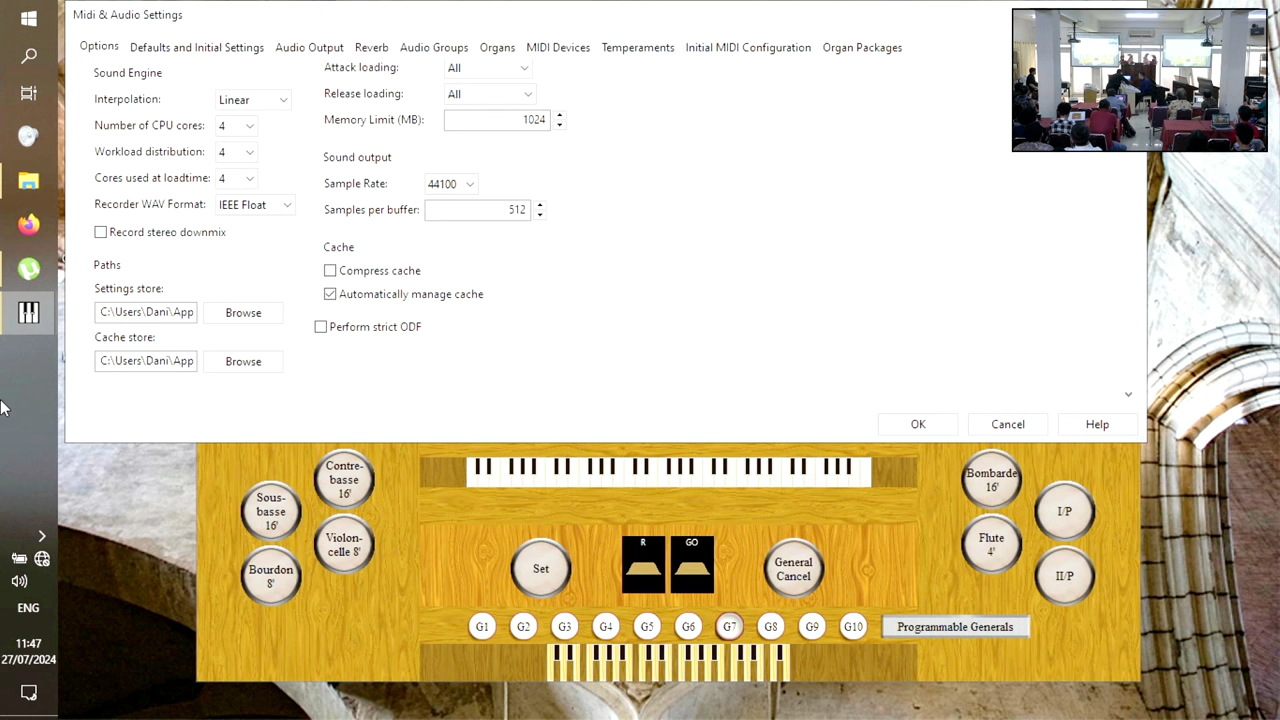 Midi & Audio Settings
Options Defaults and Initial Settings Audio Output Reverb Audio Groups Organs MIDI Devices Temperaments Initial MIDI Configuration Organ Packages
Sound Engine
Interpolation: Linear
Number of CPU cores: 4
Workload distribution: 4
Cores used at loadtime: 4
Recorder WAV Format: IEEE Float
Record stereo downmix
Paths
Settings store:
C:\Users\Dani\App Browse
Cache store:
C:\Users\Dani\App Browse
Attack loading: All
Release loading: All
Memory Limit (MB): 1024
Sound output
Sample Rate: 44100
Samples per buffer: 512
Cache
Compress cache
Automatically manage cache
Perform strict ODF
OK Cancel Help
Contre-
basse
16'
Sous-
basse
16'
Violon-
celle 8'
Bourdon
8'
Set
R
GO
General
Cancel
Bombarde
16'
I/P
Flute
4'
II/P
G1 G2 G3 G4 G5 G6 G7 G8 G9 G10 Programmable Generals
ENG
11:47
27/07/2024